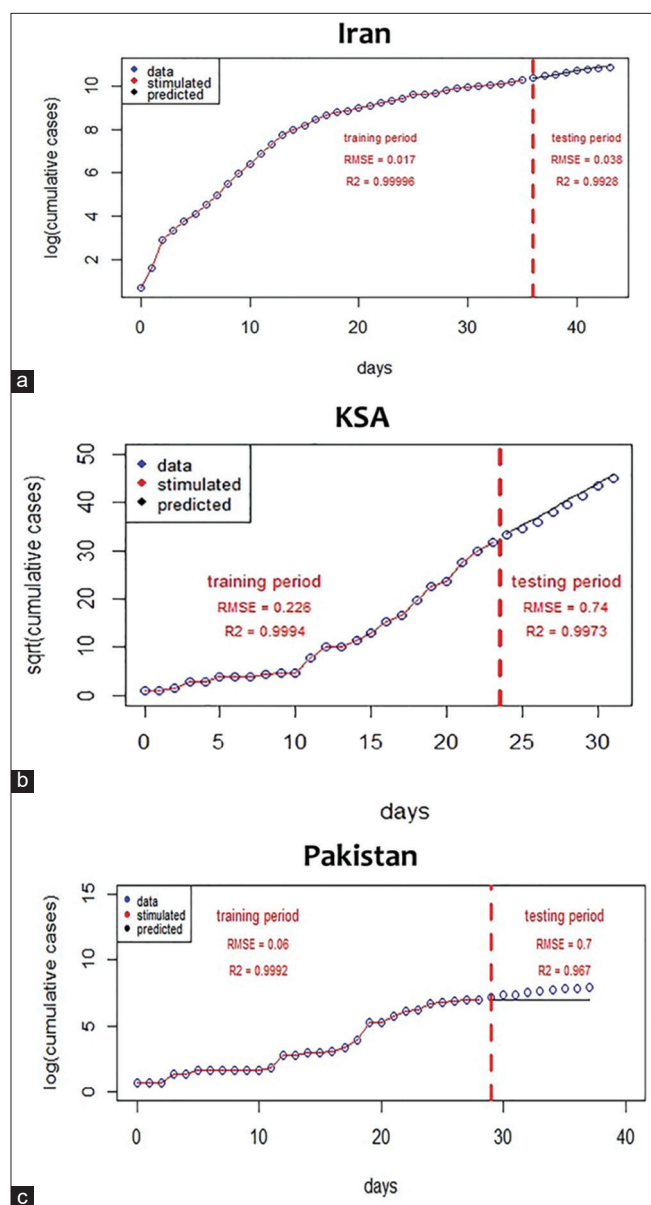 Iran
data
stimulated
predicted
log(cumulative cases)
10
8
6
4
2
training period
RMSE = 0.017
R2 = 0.99996
testing period
RMSE = 0.038
R2 = 0.9928
0 10 20 30 40
days
a
KSA
data
stimulated
predicted
sqrt(cumulative cases)
50
40
30
20
10
0
training period
RMSE = 0.226
R2 = 0.9994
testing period
RMSE = 0.74
R2 = 0.9973
0 5 10 15 20 25 30
days
b
Pakistan
data
stimulated
predicted
log(cumulative cases)
15
10
5
0
training period
RMSE = 0.06
R2 = 0.9992
testing period
RMSE = 0.7
R2 = 0.967
0 10 20 30 40
days
c